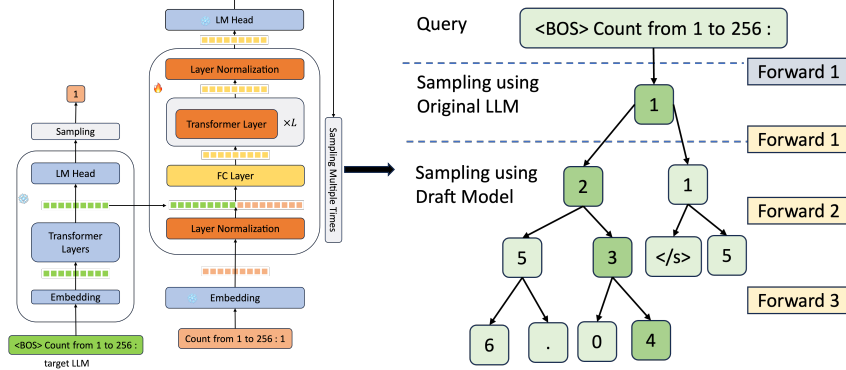 LM Head
Layer Normalization
Transformer Layer
×L
FC Layer
Layer Normalization
Embedding
Count from 1 to 256 : 1
Sampling Multiple Times
1
Sampling
LM Head
Transformer
Layers
Embedding
<BOS> Count from 1 to 256 :
target LLM
Query
<BOS> Count from 1 to 256 :
Sampling using
Original LLM
Forward 1
1
Forward 1
Sampling using
Draft Model
2
1
Forward 2
5
3
</s>
5
Forward 3
6
.
0
4